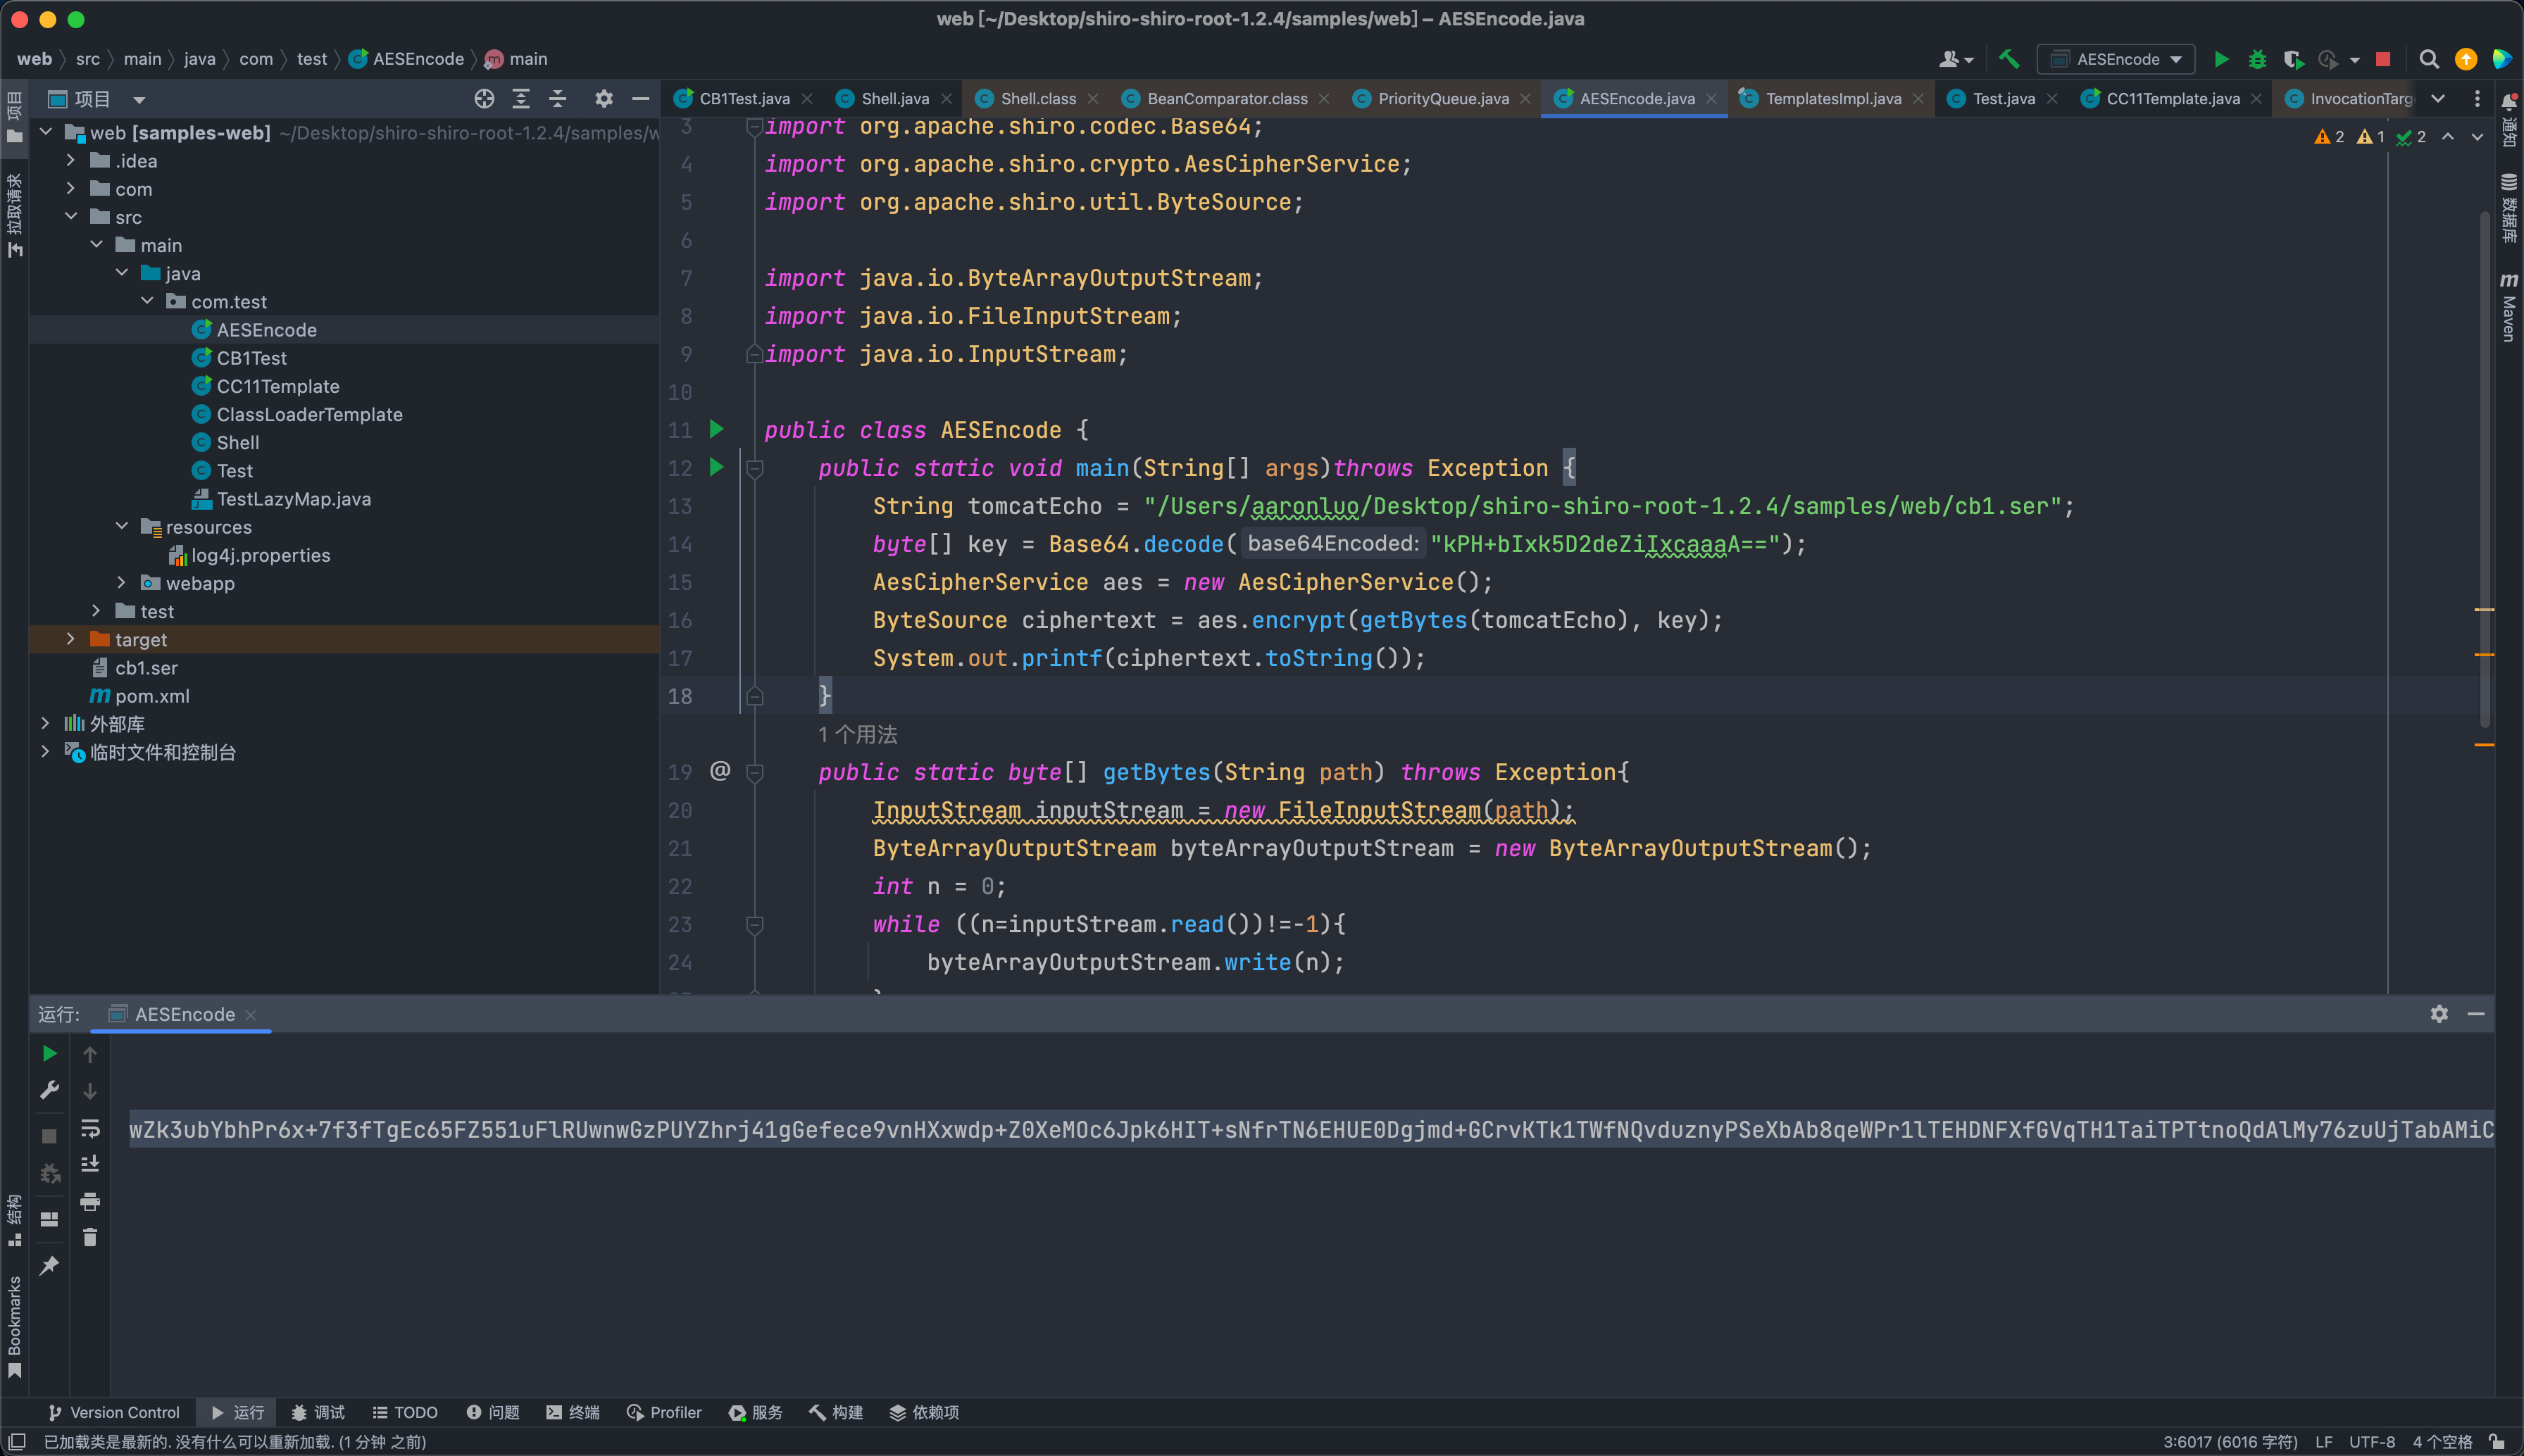 web [~/Desktop/shiro-shiro-root-1.2.4/samples/web] – AESEncode.java
web src main java com test AESEncode main
AESEncode
项目
CB1Test.java Shell.java Shell.class BeanComparator.class PriorityQueue.java AESEncode.java TemplatesImpl.java Test.java CC11Template.java InvocationTarg
项目
拉取请求
结构
Bookmarks
通知
数据库
Maven
web [samples-web] ~/Desktop/shiro-shiro-root-1.2.4/samples/w
.idea
com
src
main
java
com.test
AESEncode
CB1Test
CC11Template
ClassLoaderTemplate
Shell
Test
TestLazyMap.java
resources
log4j.properties
webapp
test
target
cb1.ser
pom.xml
外部库
临时文件和控制台
2 1 2
3 import org.apache.shiro.codec.Base64;
4 import org.apache.shiro.crypto.AesCipherService;
5 import org.apache.shiro.util.ByteSource;
6
7 import java.io.ByteArrayOutputStream;
8 import java.io.FileInputStream;
9 import java.io.InputStream;
10
11 public class AESEncode {
12 public static void main(String[] args)throws Exception {
13 String tomcatEcho = "/Users/aaronluo/Desktop/shiro-shiro-root-1.2.4/samples/web/cb1.ser";
14 byte[] key = Base64.decode( base64Encoded: "kPH+bIxk5D2deZiIxcaaaA==");
15 AesCipherService aes = new AesCipherService();
16 ByteSource ciphertext = aes.encrypt(getBytes(tomcatEcho), key);
17 System.out.printf(ciphertext.toString());
18 }
1 个用法
19 @ public static byte[] getBytes(String path) throws Exception{
20 InputStream inputStream = new FileInputStream(path);
21 ByteArrayOutputStream byteArrayOutputStream = new ByteArrayOutputStream();
22 int n = 0;
23 while ((n=inputStream.read())!=-1){
24 byteArrayOutputStream.write(n);
运行: AESEncode
wZk3ubYbhPr6x+7f3fTgEc65FZ551uFlRUwnwGzPUYZhrj41gGefece9vnHXxwdp+Z0XeMOc6Jpk6HIT+sNfrTN6EHUE0Dgjmd+GCrvKTk1TWfNQvduznyPSeXbAb8qeWPr1lTEHDNFXfGVqTH1TaiTPTtnoQdAlMy76zuUjTabAMiC
Version Control 运行 调试 TODO 问题 终端 Profiler 服务 构建 依赖项
已加载类是最新的. 没有什么可以重新加载. (1 分钟 之前)
3:6017 (6016 字符) LF UTF-8 4 个空格